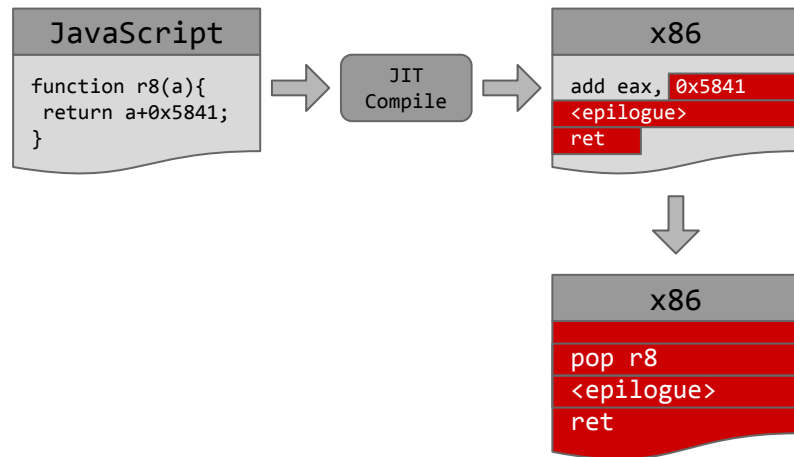 JavaScript
function r8(a){
return a+0x5841;
}
JIT
Compile
x86
add eax, 0x5841
<epilogue>
ret
x86
pop r8
<epilogue>
ret